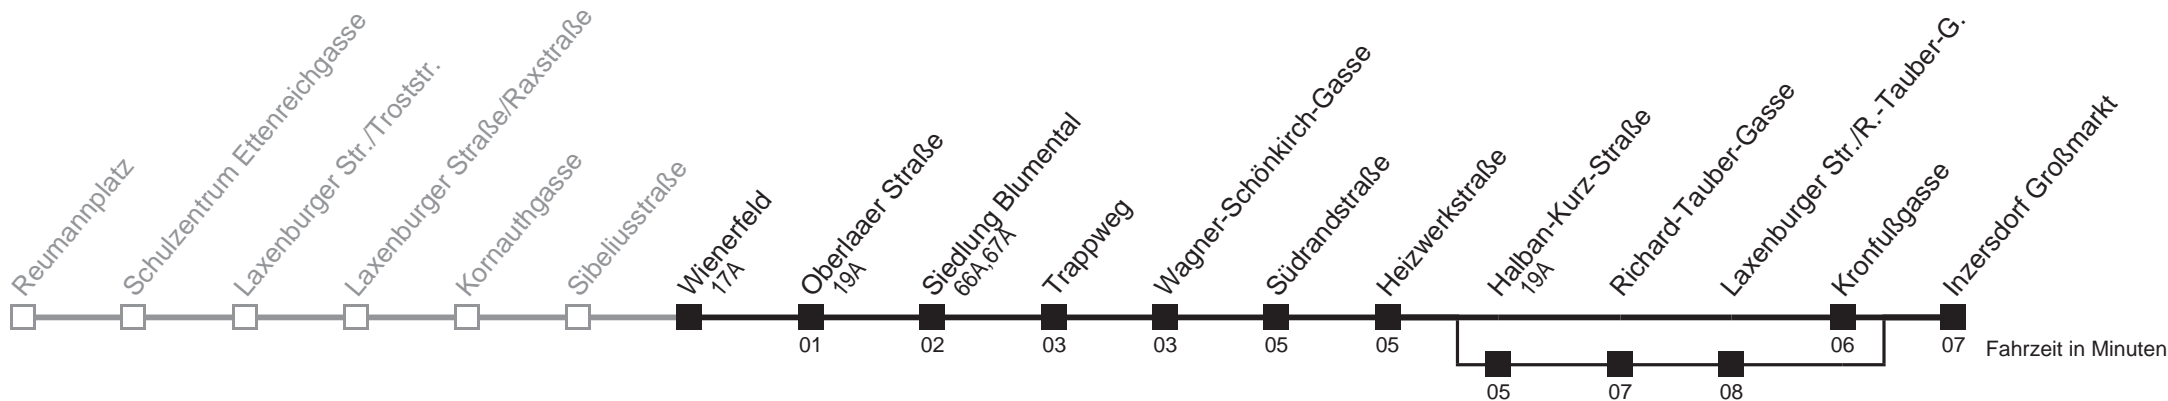 Reumannplatz
Schulzentrum Ettenreichgasse
Laxenburger Str./Troststr.
Laxenburger Straße/Raxstraße
Kornauthgasse
Sibeliusstraße
Wienerfeld
17A
Oberlaaer Straße
19A
Siedlung Blumental
66A,67A
Trappweg
Wagner-Schönkirch-Gasse
Südrandstraße
Heizwerkstraße
Halban-Kurz-Straße
19A
Richard-Tauber-Gasse
Laxenburger Str./R.-Tauber-G.
Kronfußgasse
Inzersdorf Großmarkt
01
02
03
03
05
05
06
07
Fahrzeit in Minuten
05
07
08